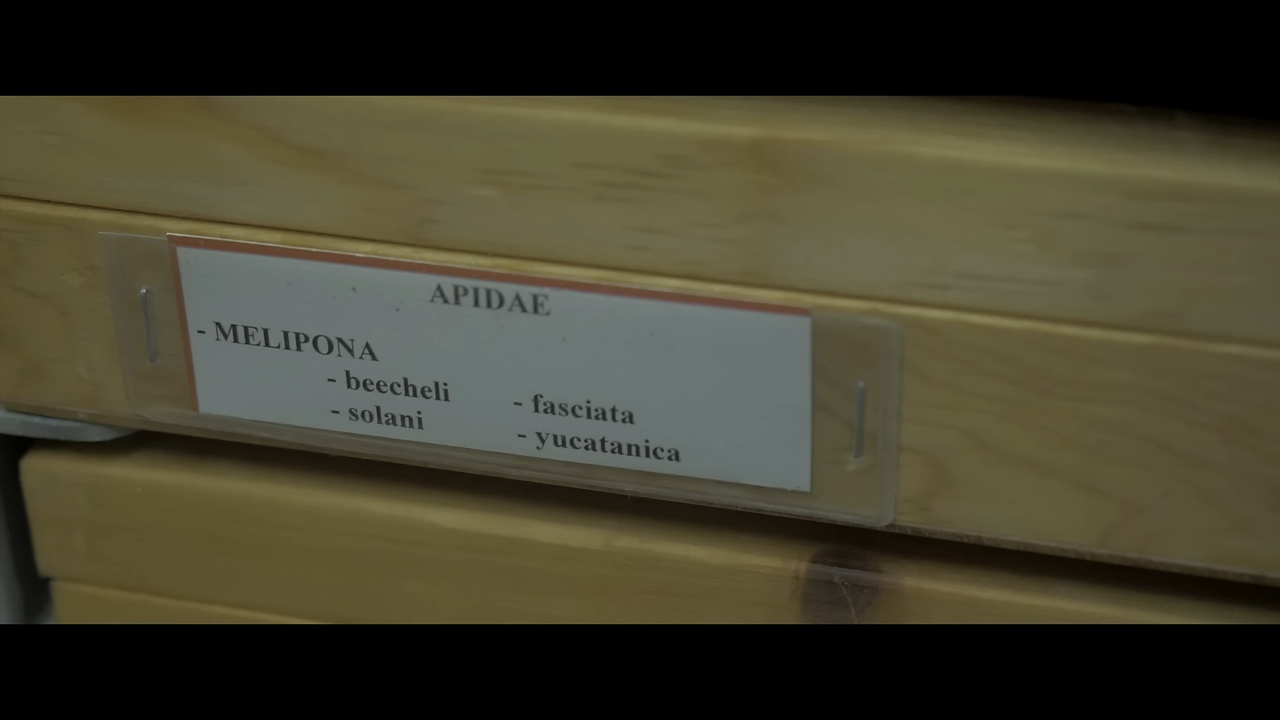 APIDAE
- MELIPONA
- beecheli - fasciata
- solani - yucatanica